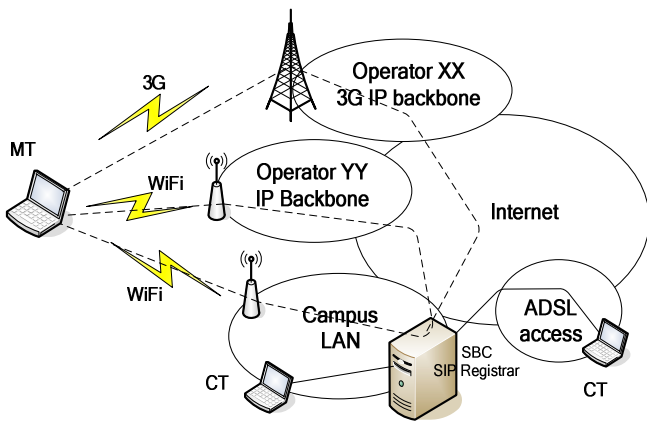 3G
Operator XX
3G IP backbone
MT
WiFi
Operator YY
IP Backbone
Internet
WiFi
Campus
LAN
ADSL
access
SBC
SIP Registrar
CT
CT